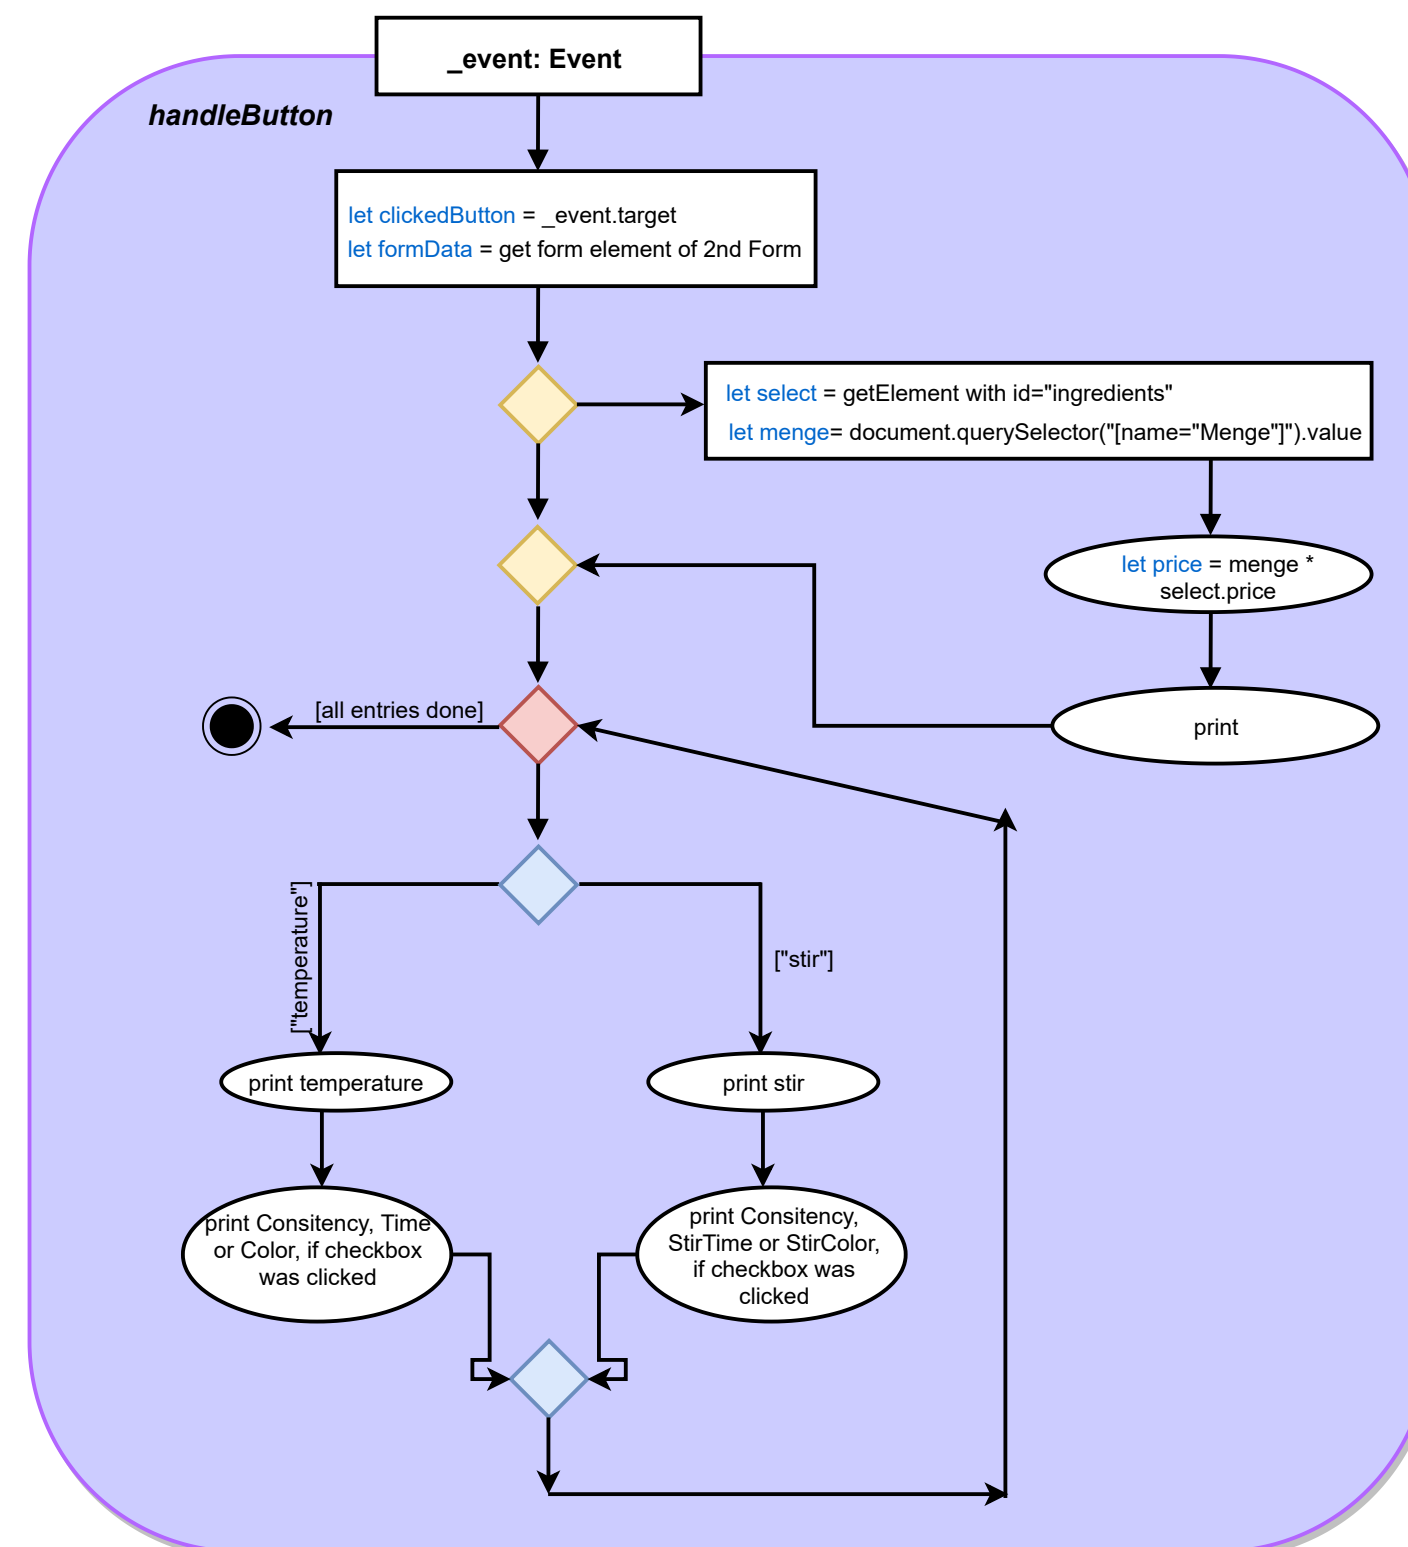 _event: Event
handleButton
let clickedButton = _event.target
let formData = get form element of 2nd Form
let select = getElement with id="ingredients"
let menge= document.querySelector("[name="Menge"]").value
let price = menge *
select.price
print
[all entries done]
["temperature"]
["stir"]
print temperature
print stir
print Consitency, Time
or Color, if checkbox
was clicked
print Consitency,
StirTime or StirColor,
if checkbox was
clicked